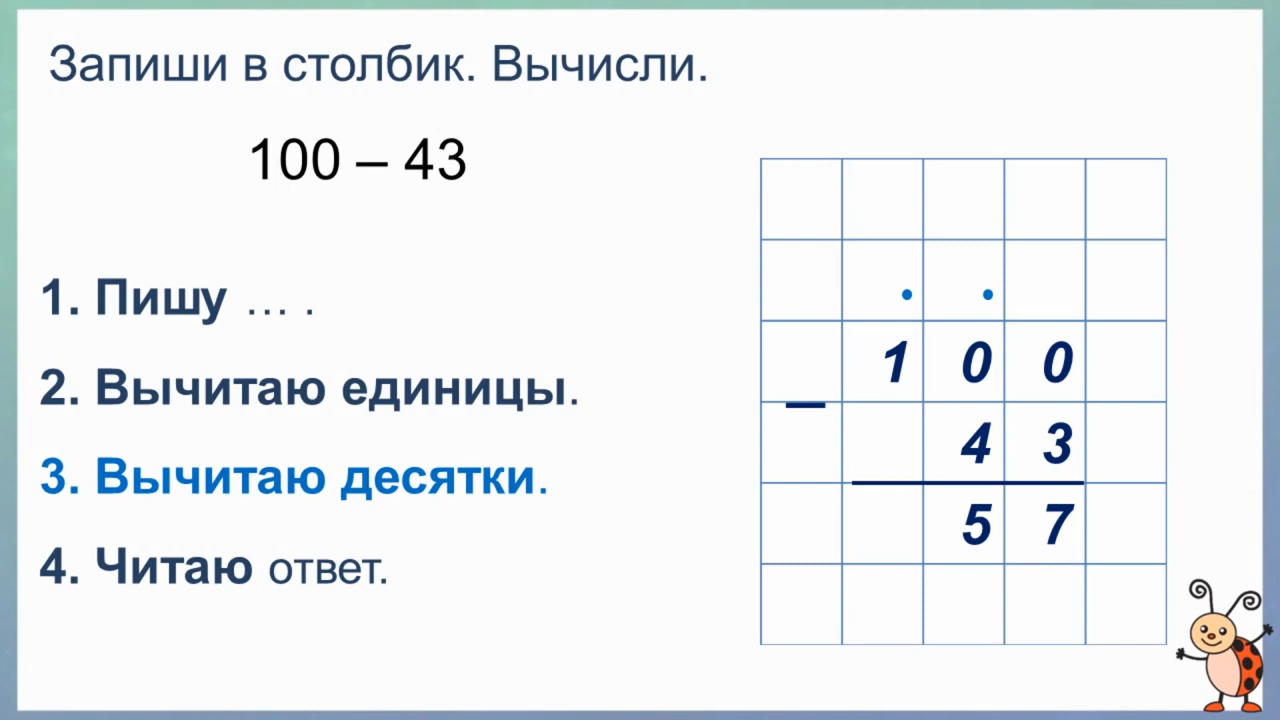 Запиши в столбик. Вычисли.
100 – 43
1. Пишу … .
2. Вычитаю единицы.
3. Вычитаю десятки.
4. Читаю ответ.
1 0 0
–
4 3
5 7